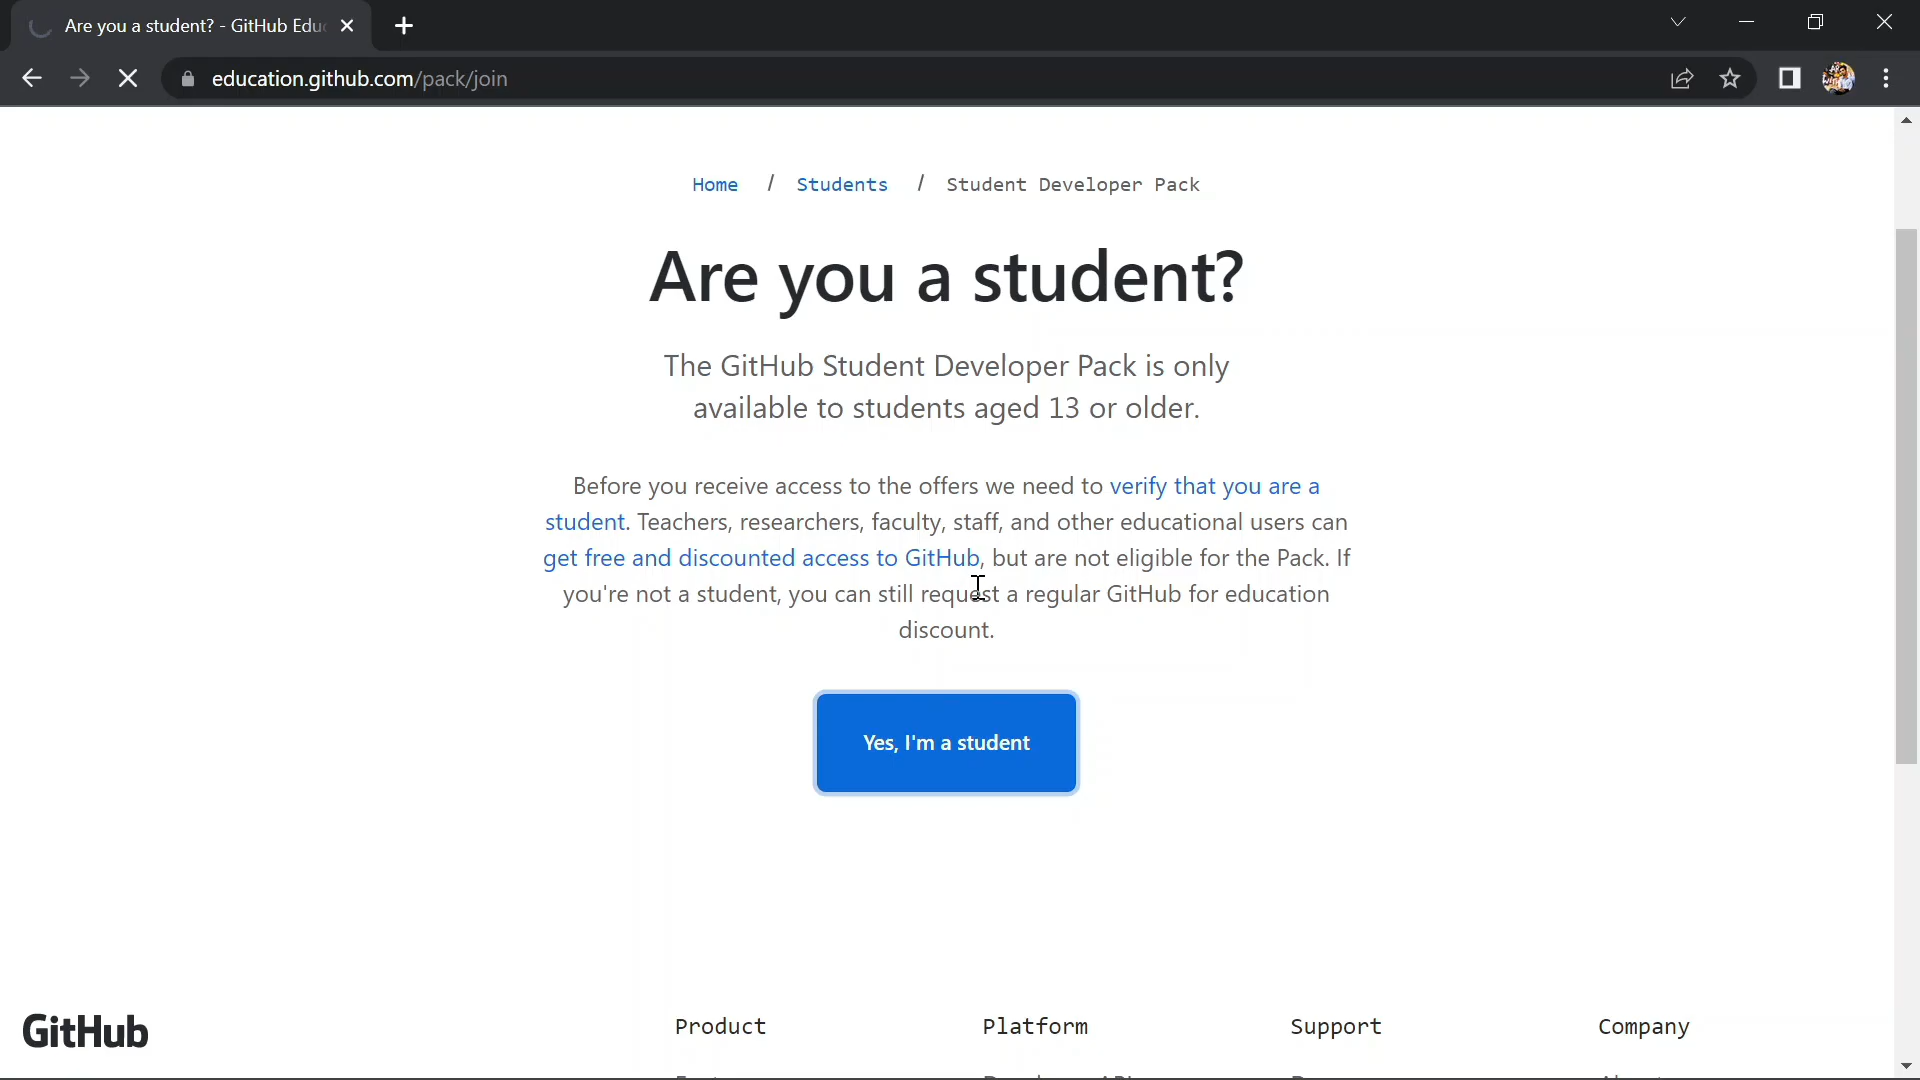 Are you a student? - GitHub Edu
education.github.com/pack/join
Home / Students / Student Developer Pack
Are you a student?
The GitHub Student Developer Pack is only
available to students aged 13 or older.
Before you receive access to the offers we need to verify that you are a
student. Teachers, researchers, faculty, staff, and other educational users can
get free and discounted access to GitHub, but are not eligible for the Pack. If
you're not a student, you can still request a regular GitHub for education
discount.
Yes, I'm a student
GitHub
Product
Platform
Support
Company